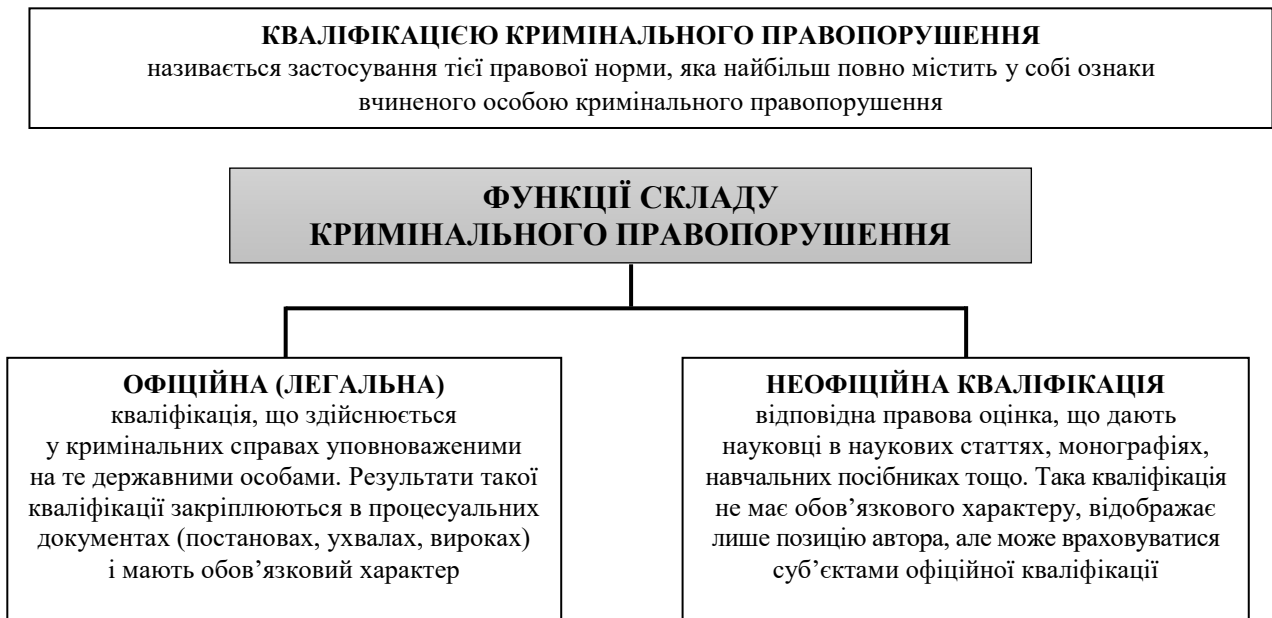 КВАЛІФІКАЦІЄЮ КРИМІНАЛЬНОГО ПРАВОПОРУШЕННЯ
називається застосування тієї правової норми, яка найбільш повно містить у собі ознаки
вчиненого особою кримінального правопорушення
ФУНКЦІЇ СКЛАДУ
КРИМІНАЛЬНОГО ПРАВОПОРУШЕННЯ
ОФІЦІЙНА (ЛЕГАЛЬНА)
кваліфікація, що здійснюється
у кримінальних справах уповноваженими
на те державними особами. Результати такої
кваліфікації закріплюються в процесуальних
документах (постановах, ухвалах, вироках)
і мають обов’язковий характер
НЕОФІЦІЙНА КВАЛІФІКАЦІЯ
відповідна правова оцінка, що дають
науковці в наукових статтях, монографіях,
навчальних посібниках тощо. Така кваліфікація
не має обов’язкового характеру, відображає
лише позицію автора, але може враховуватися
суб’єктами офіційної кваліфікації